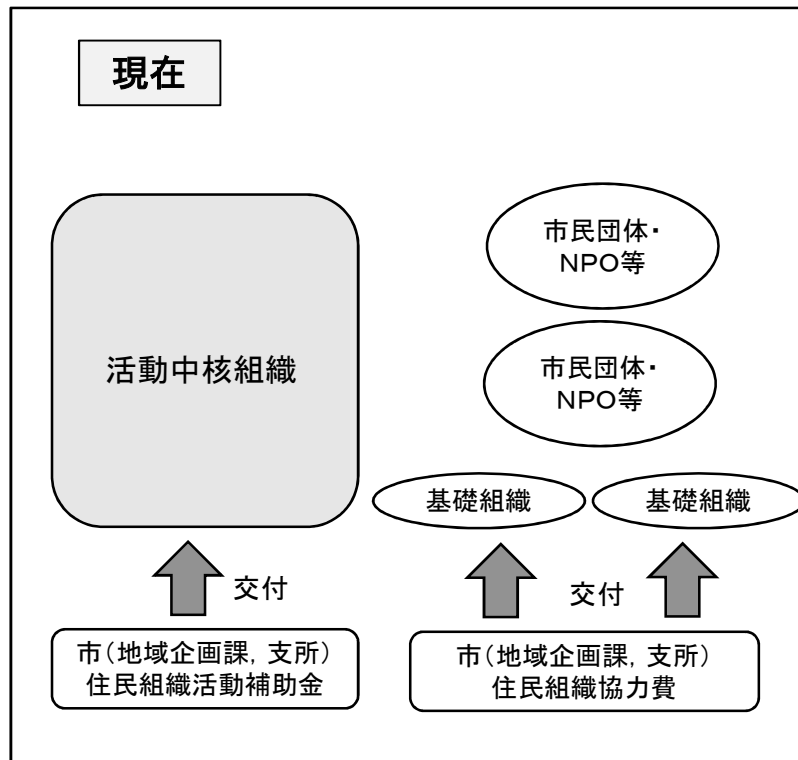 現在
活動中核組織
市民団体・
NPO等
市民団体・
NPO等
基礎組織
基礎組織
交付
交付
市(地域企画課,支所)
住民組織活動補助金
市(地域企画課,支所)
住民組織協力費